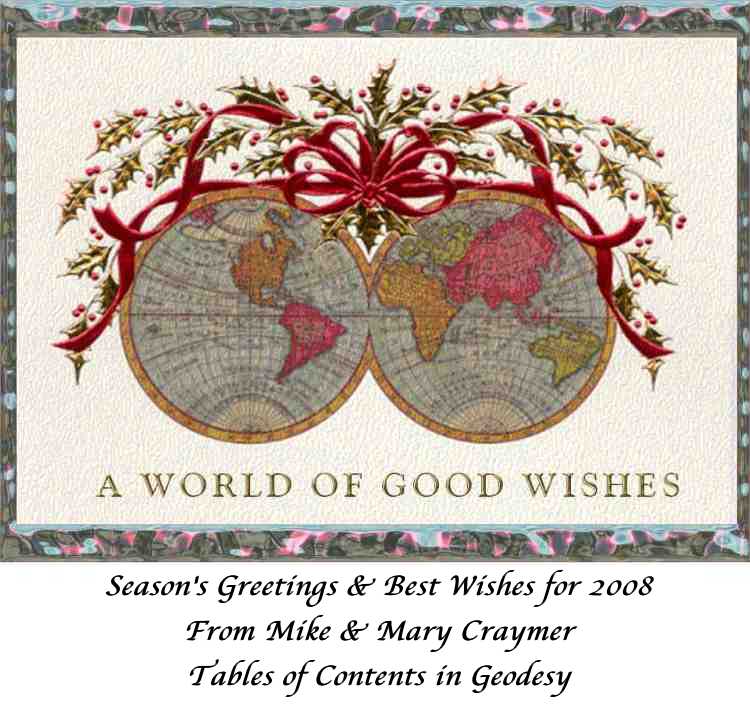 A WORLD OF GOOD WISHES
Season's Greetings & Best Wishes for 2008
From Mike & Mary Craymer
Tables of Contents in Geodesy